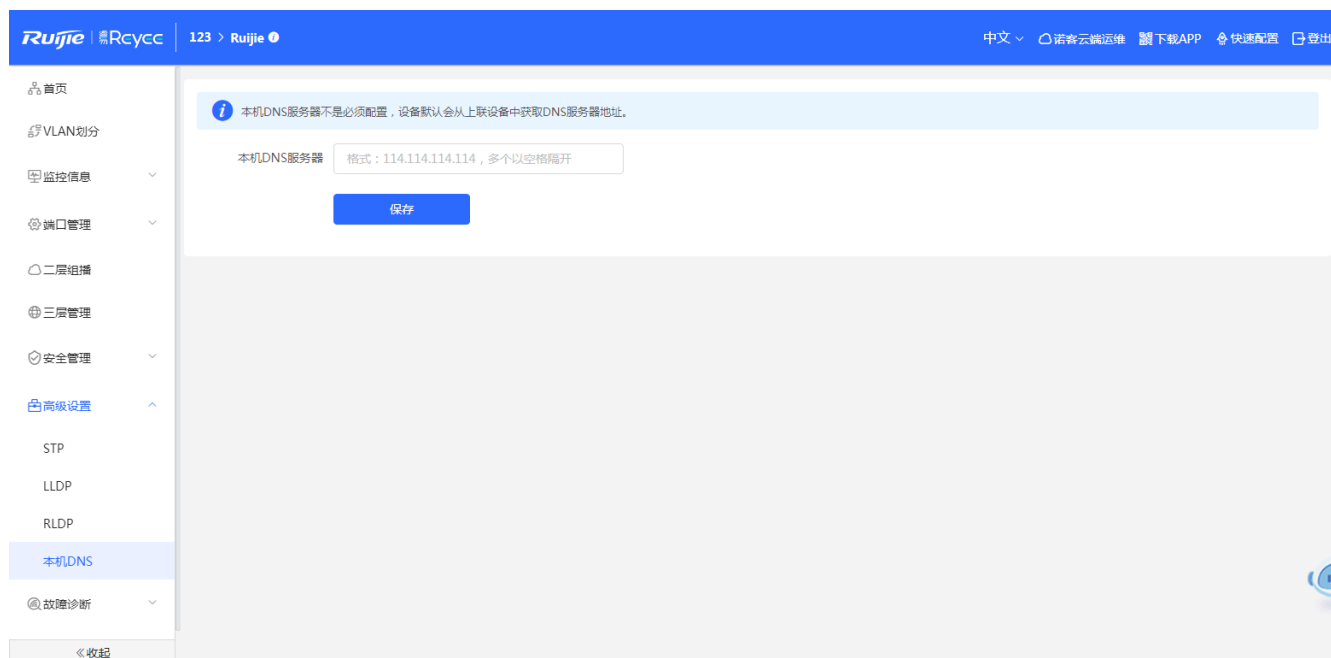 Ruijie | 睿易 Rcycc
123 > Ruijie
中文
诺客云端运维
下载APP
快速配置
登出
首页
VLAN划分
监控信息
端口管理
二层组播
三层管理
安全管理
高级设置
STP
LLDP
RLDP
本机DNS
故障诊断
《收起
本机DNS服务器不是必须配置，设备默认会从上联设备中获取DNS服务器地址。
本机DNS服务器
格式：114.114.114.114，多个以空格隔开
保存